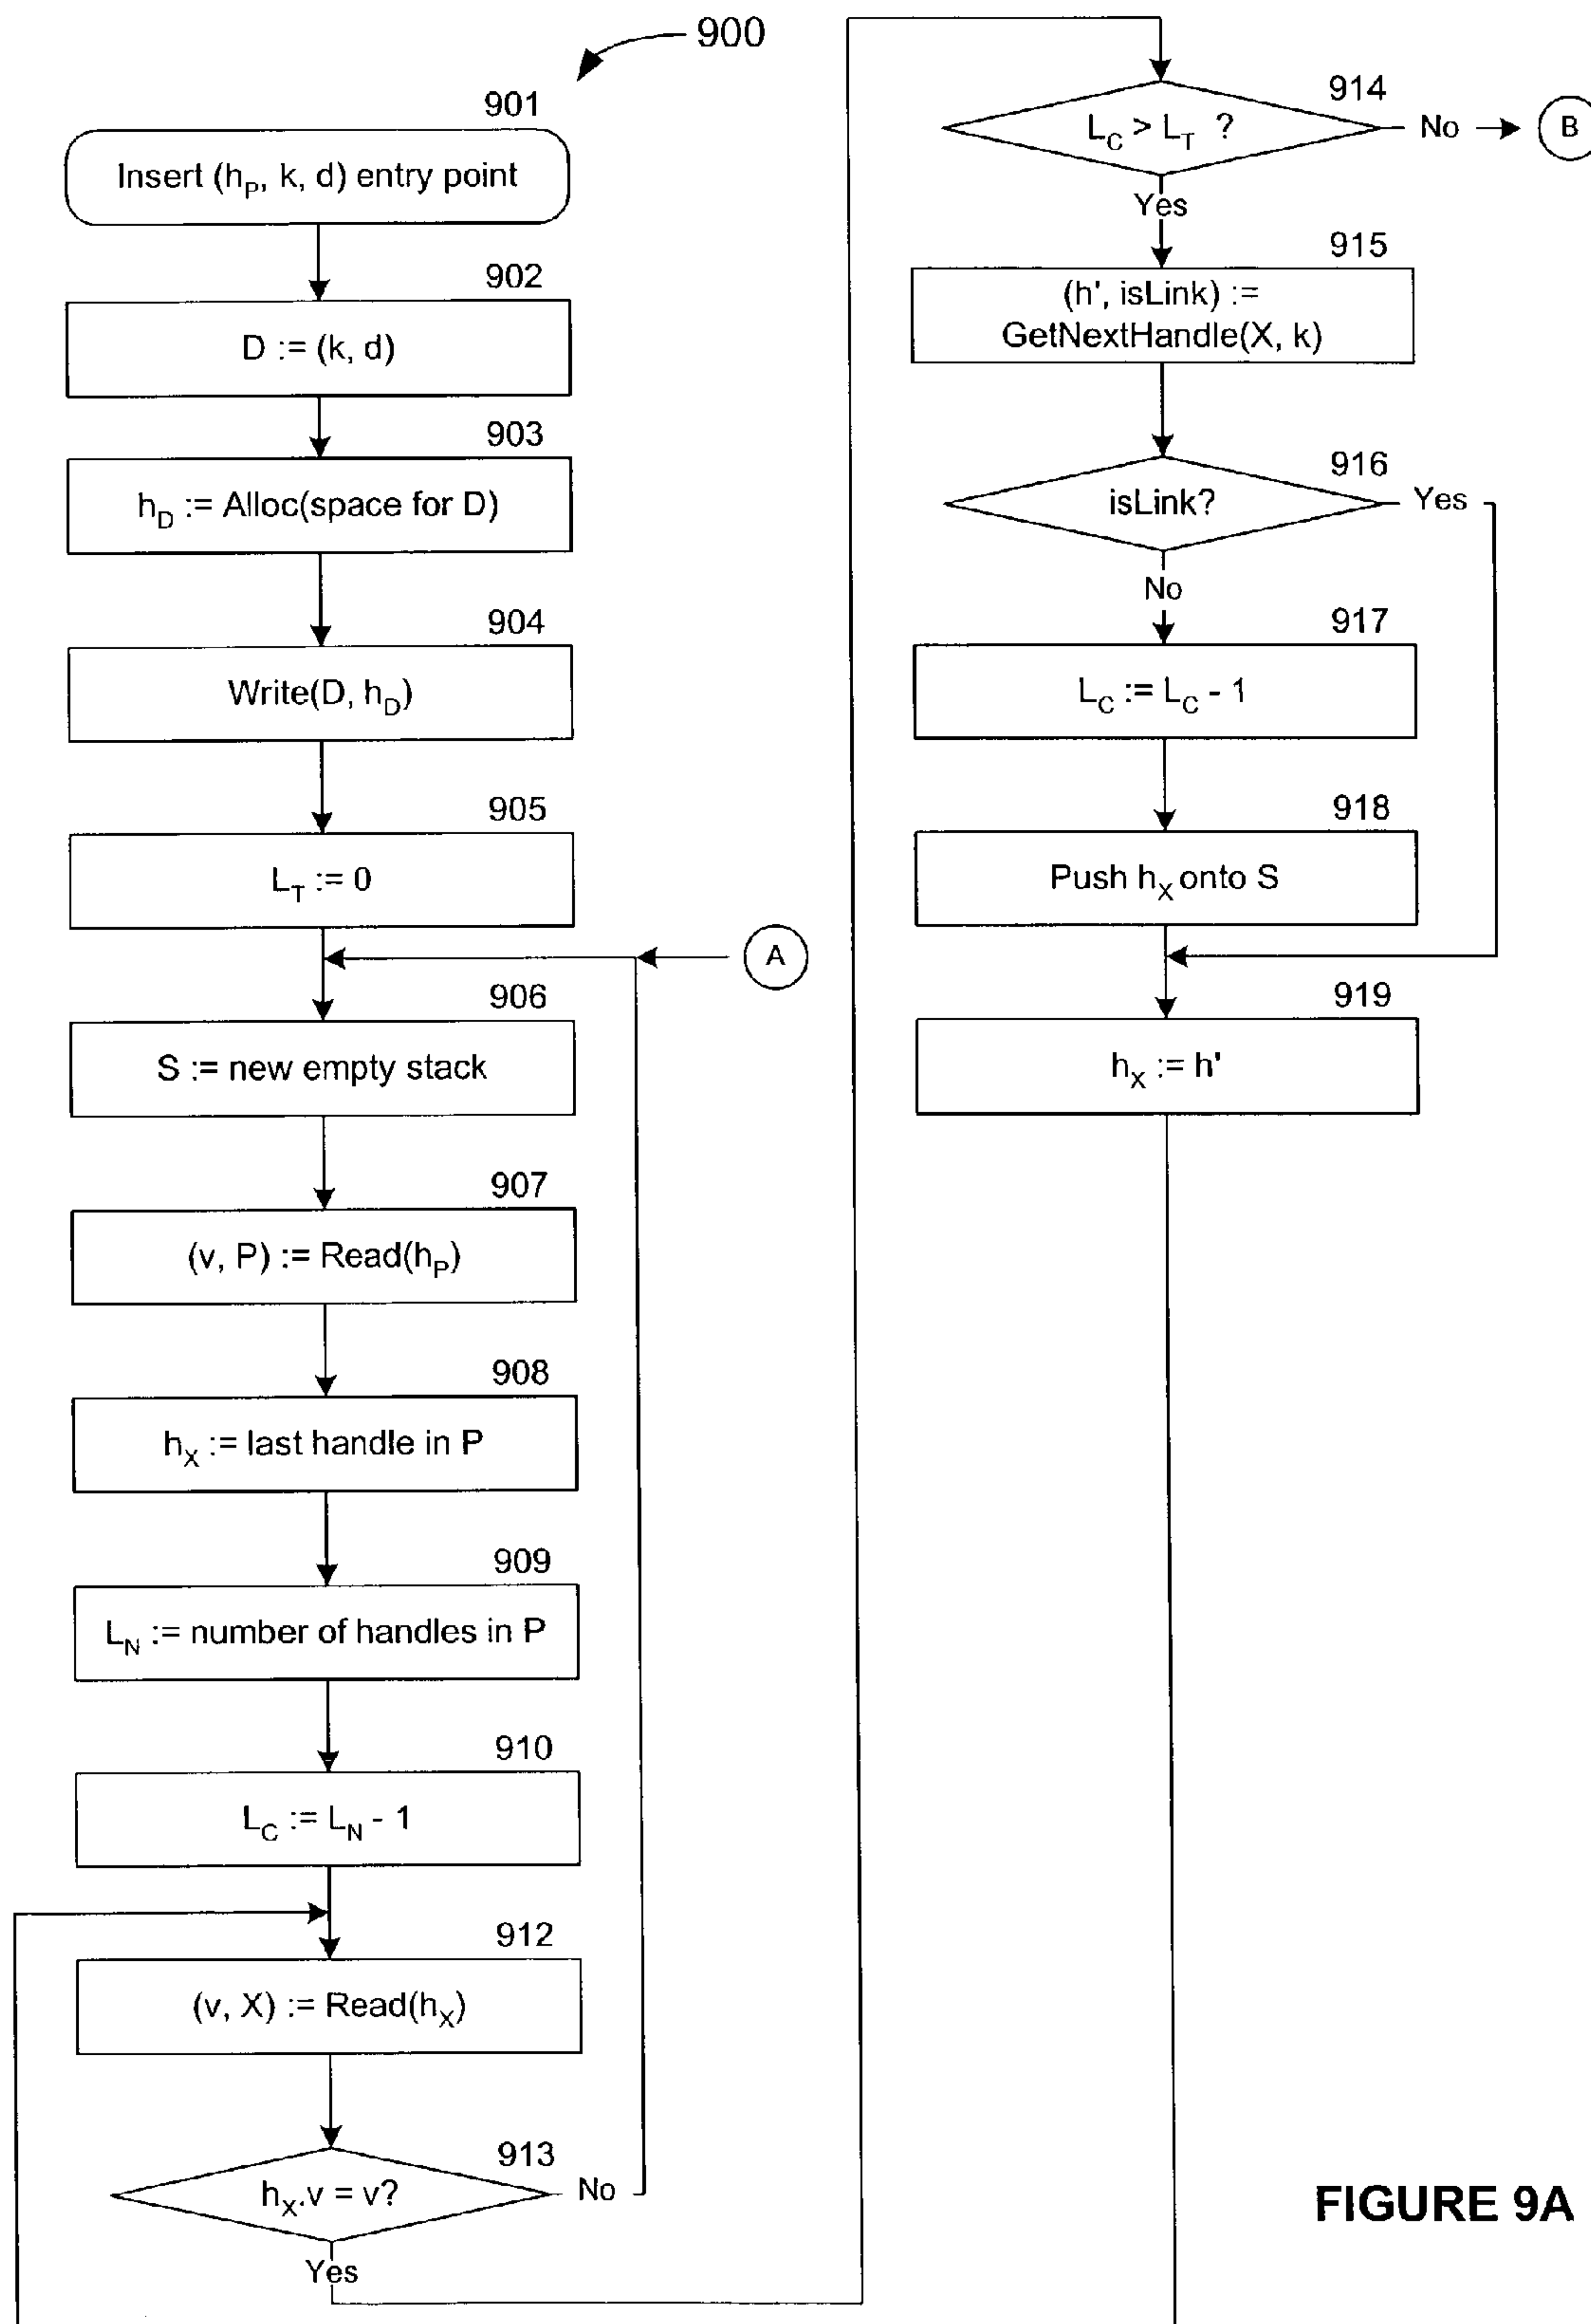 900
901
Insert (hP, k, d) entry point
902
D := (k, d)
903
hD := Alloc(space for D)
904
Write(D, hD)
905
LT := 0
A
906
S := new empty stack
907
(v, P) := Read(hP)
908
hX := last handle in P
909
LN := number of handles in P
910
LC := LN - 1
912
(v, X) := Read(hX)
913
hX.v = v?
No
Yes
914
LC > LT ?
No
B
Yes
915
(h', isLink) :=
GetNextHandle(X, k)
916
isLink?
Yes
No
917
LC := LC - 1
918
Push hX onto S
919
hX := h'
FIGURE 9A